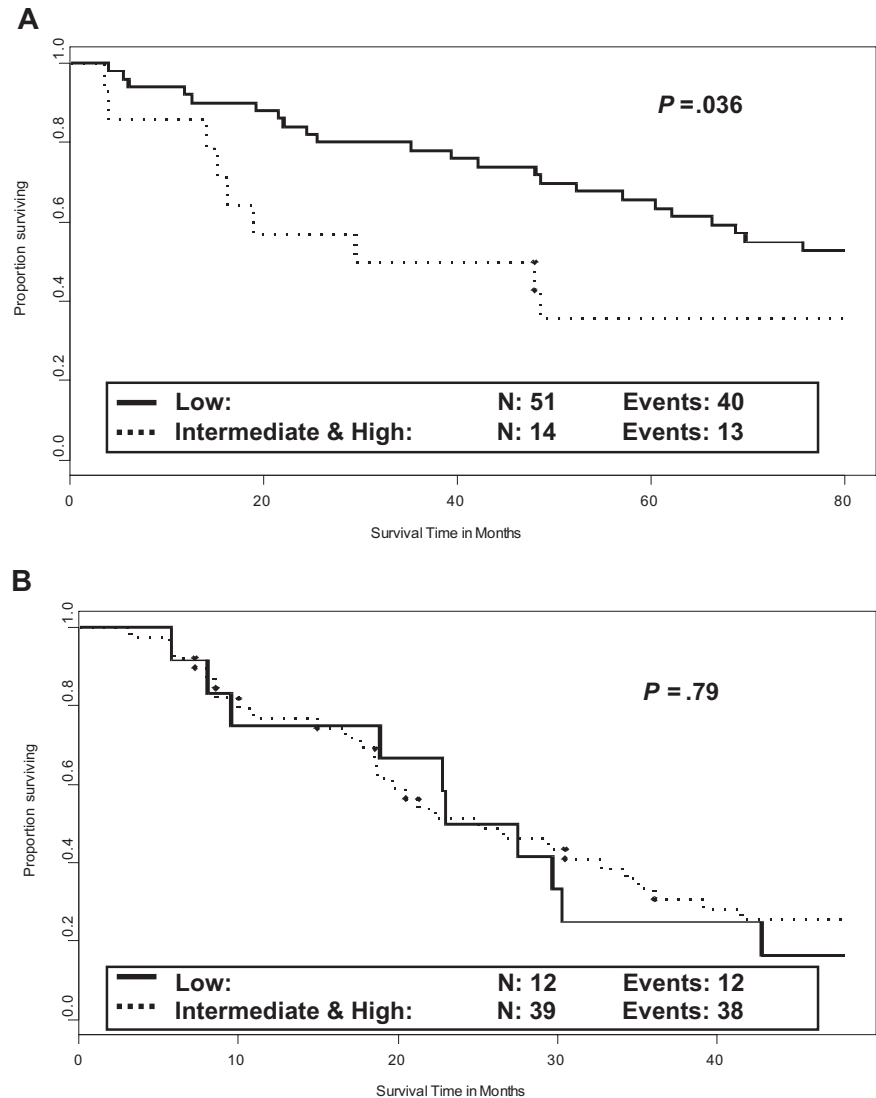 A
P = .036
Proportion surviving
1.0
0.8
0.6
0.4
0.2
0.0
Low: N: 51 Events: 40
Intermediate & High: N: 14 Events: 13
0 20 40 60 80
Survival Time in Months
B
P = .79
Proportion surviving
1.0
0.8
0.6
0.4
0.2
0.0
Low: N: 12 Events: 12
Intermediate & High: N: 39 Events: 38
0 10 20 30 40
Survival Time in Months